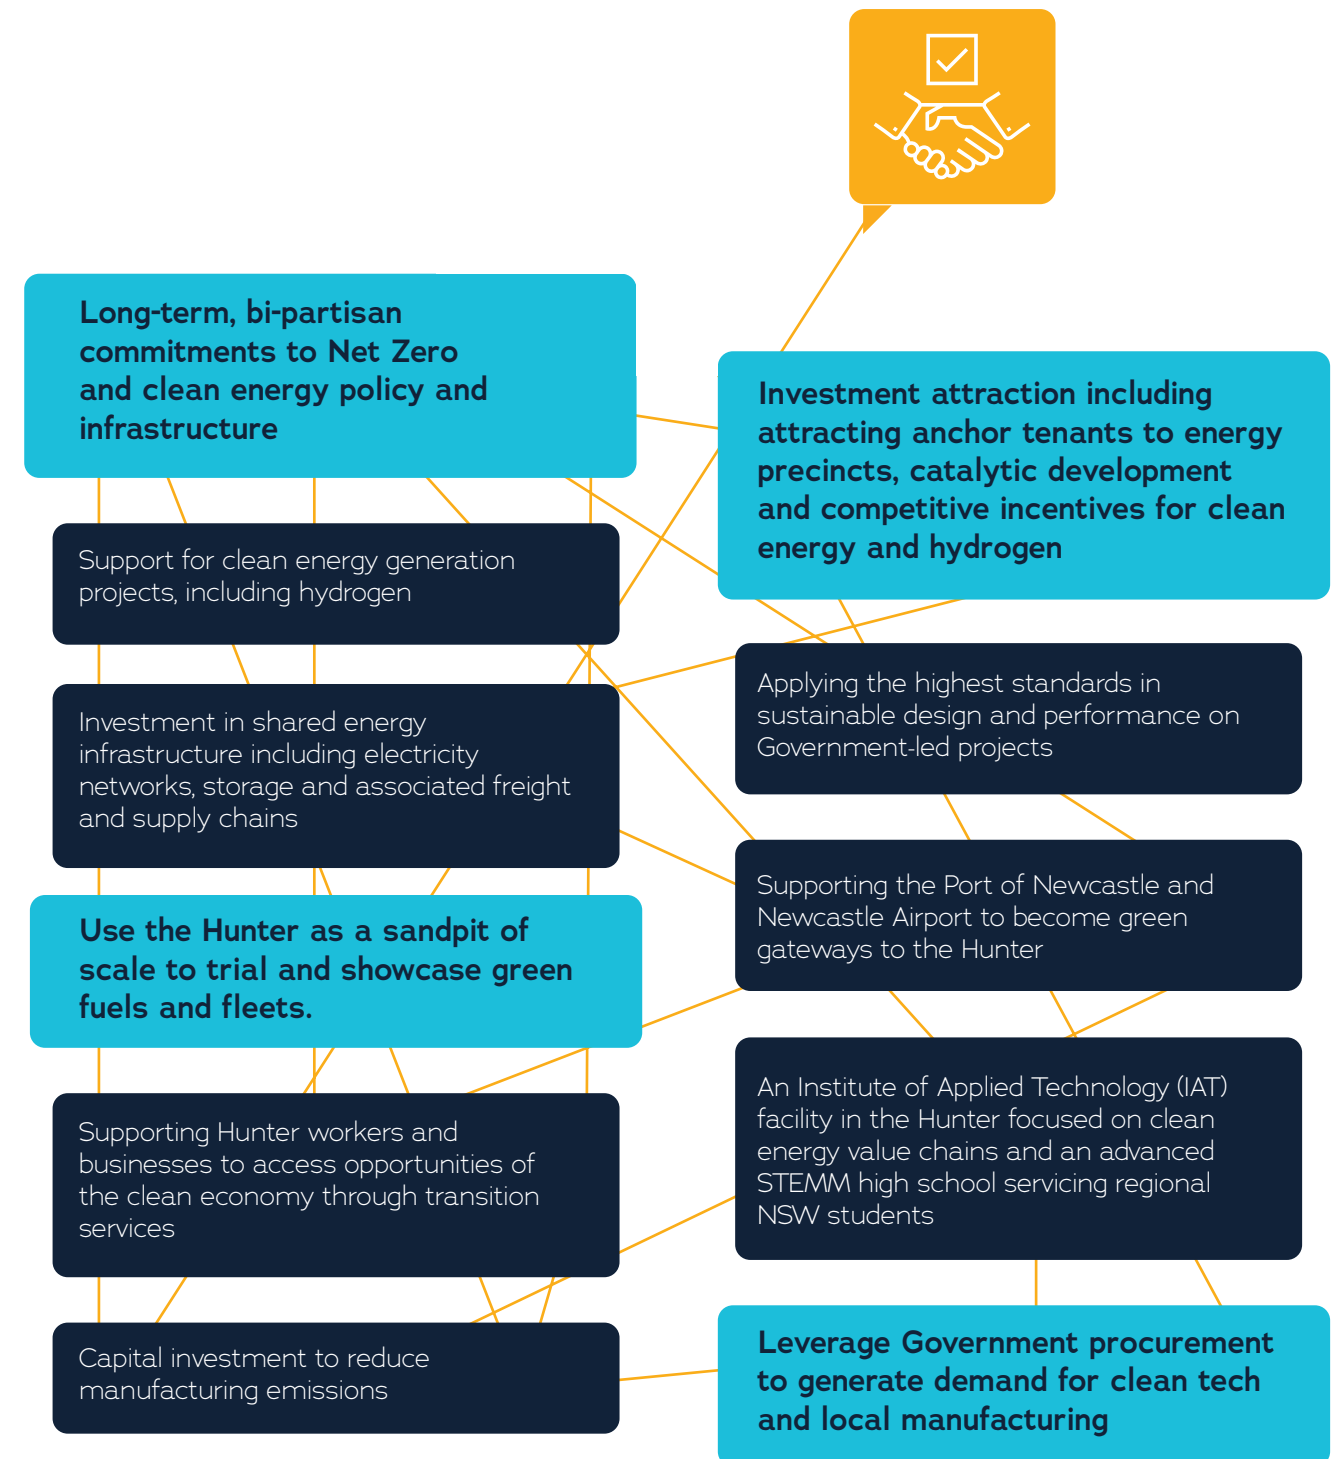 Long-term, bi-partisan
commitments to Net Zero
and clean energy policy and
infrastructure
Support for clean energy generation
projects, including hydrogen
Investment in shared energy
infrastructure including electricity
networks, storage and associated freight
and supply chains
Use the Hunter as a sandpit of
scale to trial and showcase green
fuels and fleets.
Supporting Hunter workers and
businesses to access opportunities of
the clean economy through transition
services
Capital investment to reduce
manufacturing emissions
Investment attraction including
attracting anchor tenants to energy
precincts, catalytic development
and competitive incentives for clean
energy and hydrogen
Applying the highest standards in
sustainable design and performance on
Government-led projects
Supporting the Port of Newcastle and
Newcastle Airport to become green
gateways to the Hunter
An Institute of Applied Technology (IAT)
facility in the Hunter focused on clean
energy value chains and an advanced
STEMM high school servicing regional
NSW students
Leverage Government procurement
to generate demand for clean tech
and local manufacturing